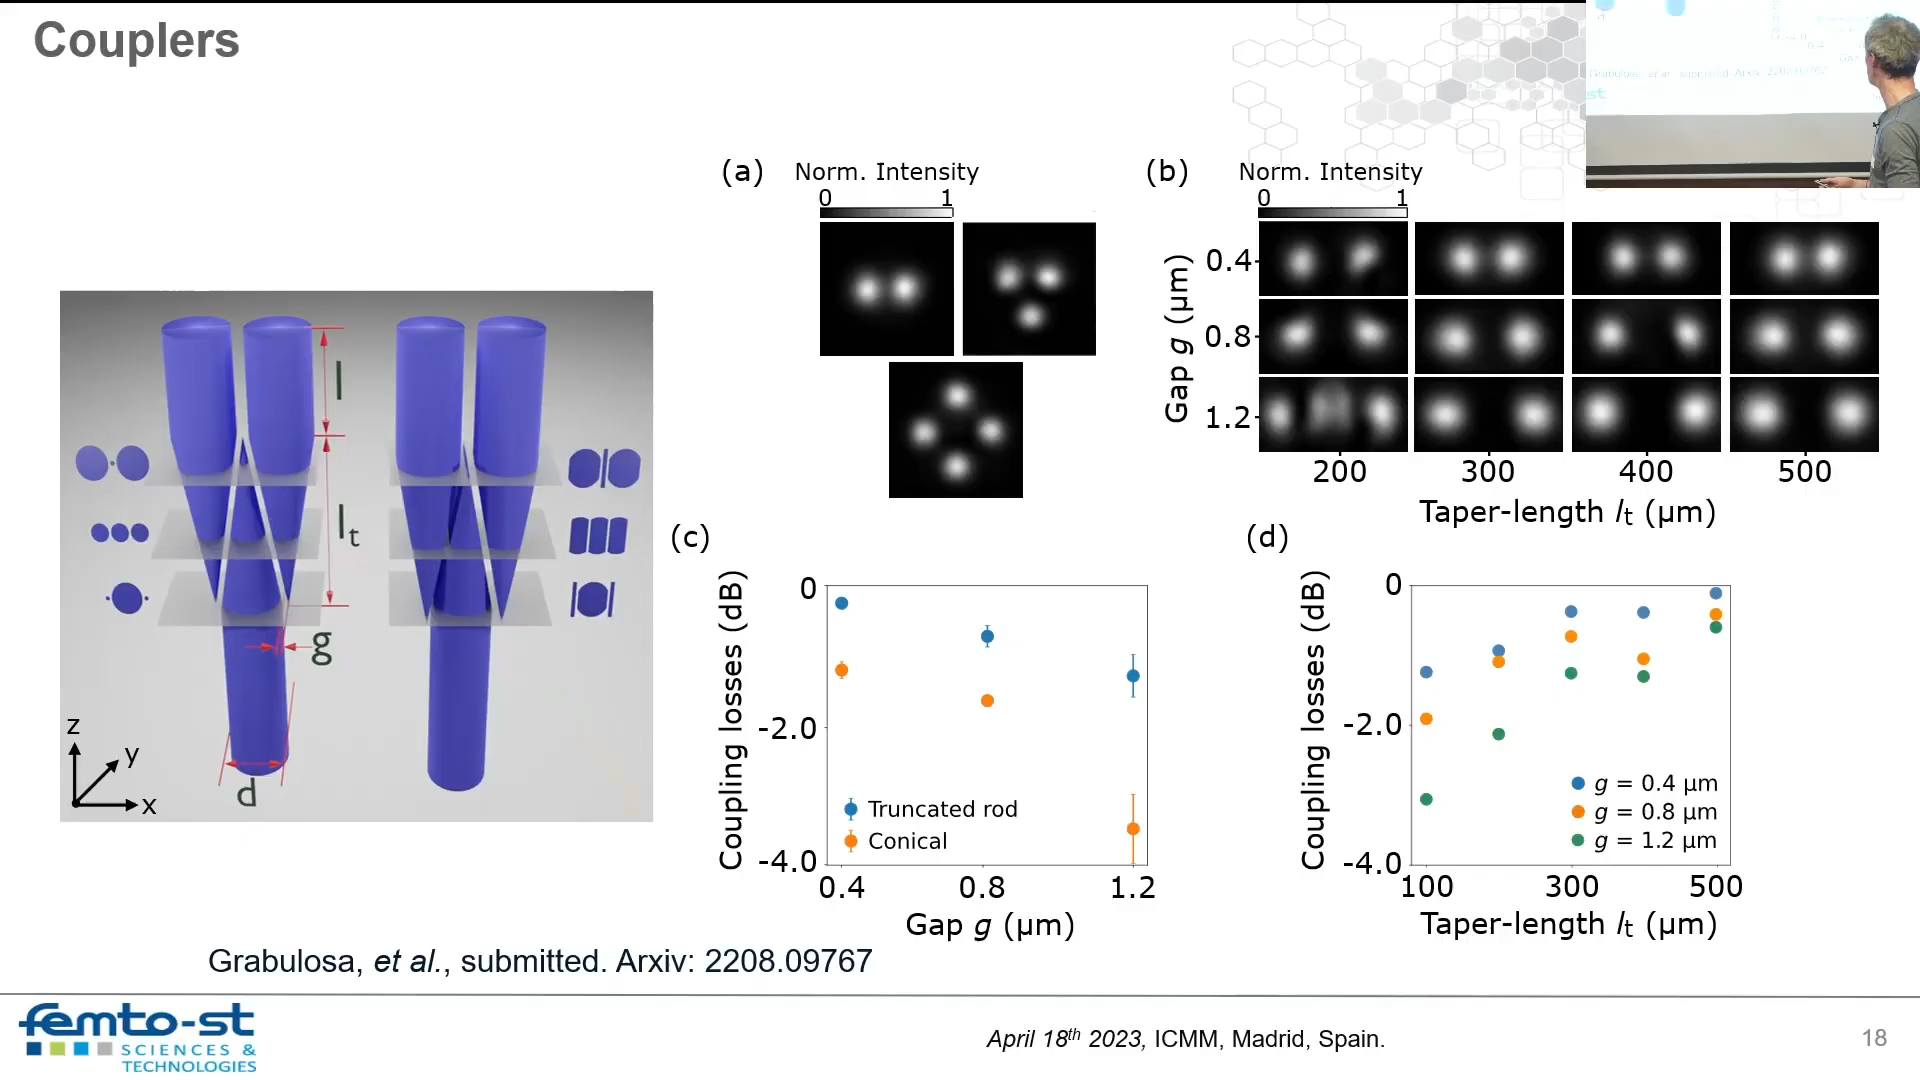 Couplers
(a)
Norm. Intensity
0 1
(b)
Norm. Intensity
0 1
Gap g (µm)
0.4
0.8
1.2
200 300 400 500
Taper-length lt (µm)
l
lt
g
d
z
y
x
(c)
Coupling losses (dB)
0
-2.0
-4.0
Truncated rod
Conical
0.4 0.8 1.2
Gap g (µm)
(d)
Coupling losses (dB)
0
-2.0
-4.0
g = 0.4 µm
g = 0.8 µm
g = 1.2 µm
100 300 500
Taper-length lt (µm)
Grabulosa, et al., submitted. Arxiv: 2208.09767
femto-st
SCIENCES &
TECHNOLOGIES
April 18th 2023, ICMM, Madrid, Spain.
18